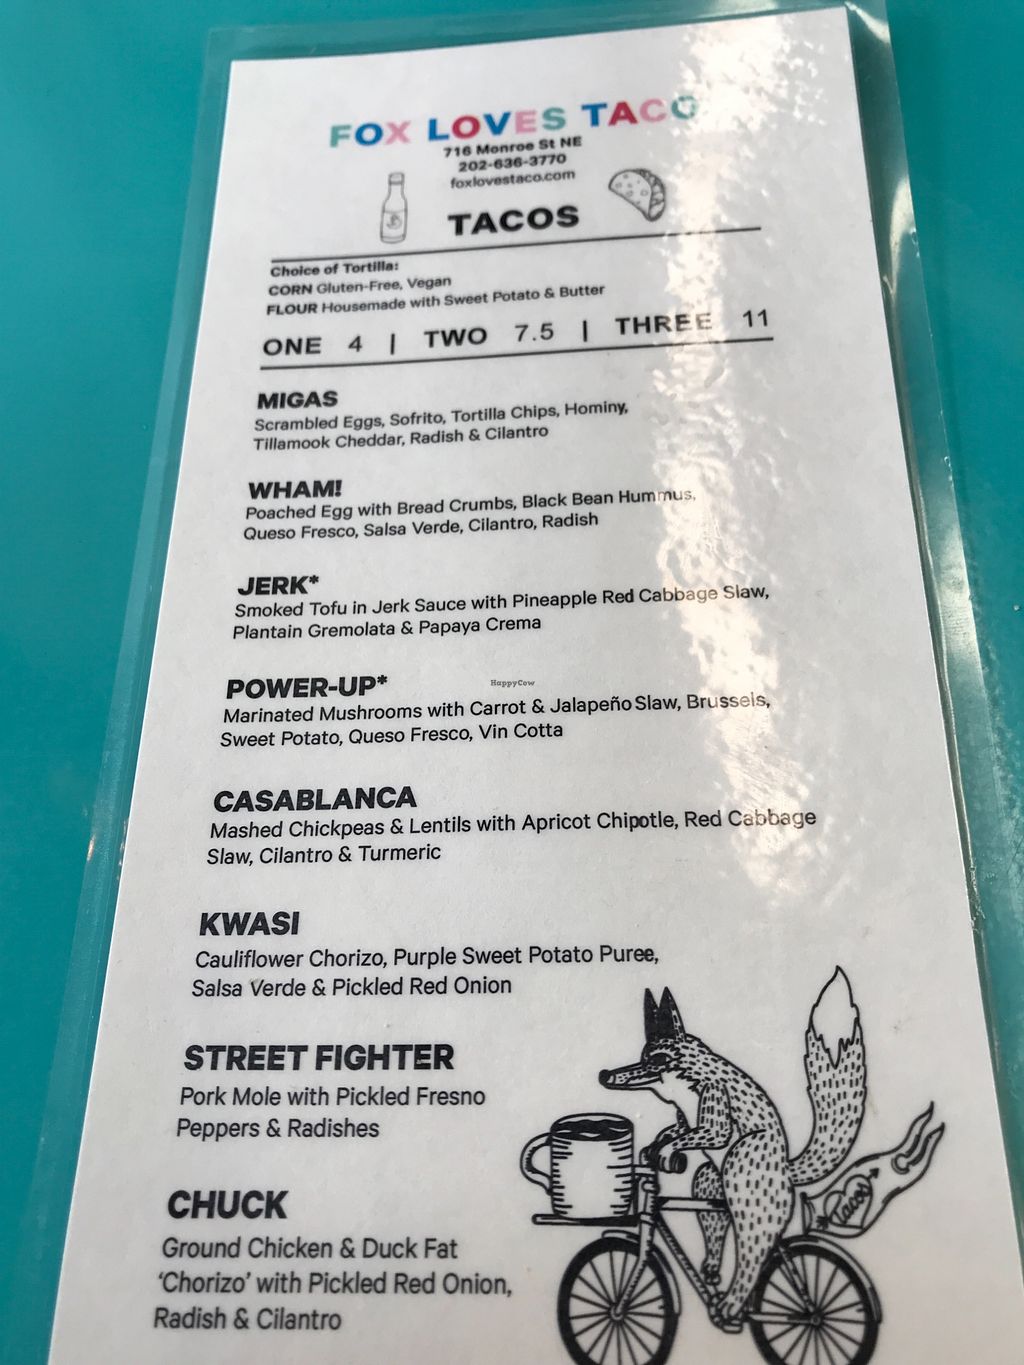 FOX LOVES TACO
716 Monroe St NE
202-636-3770
foxlovestaco.com
TACOS
Choice of Tortilla:
CORN Gluten-Free, Vegan
FLOUR Housemade with Sweet Potato & Butter
ONE 4 | TWO 7.5 | THREE 11
MIGAS
Scrambled Eggs, Sofrito, Tortilla Chips, Hominy,
Tillamook Cheddar, Radish & Cilantro
WHAM!
Poached Egg with Bread Crumbs, Black Bean Hummus,
Queso Fresco, Salsa Verde, Cilantro, Radish
JERK*
Smoked Tofu in Jerk Sauce with Pineapple Red Cabbage Slaw,
Plantain Gremolata & Papaya Crema
POWER-UP*
HappyCow
Marinated Mushrooms with Carrot & Jalapeño Slaw, Brussels,
Sweet Potato, Queso Fresco, Vin Cotta
CASABLANCA
Mashed Chickpeas & Lentils with Apricot Chipotle, Red Cabbage
Slaw, Cilantro & Turmeric
KWASI
Cauliflower Chorizo, Purple Sweet Potato Puree,
Salsa Verde & Pickled Red Onion
STREET FIGHTER
Pork Mole with Pickled Fresno
Peppers & Radishes
Tacos
CHUCK
Ground Chicken & Duck Fat
'Chorizo' with Pickled Red Onion,
Radish & Cilantro